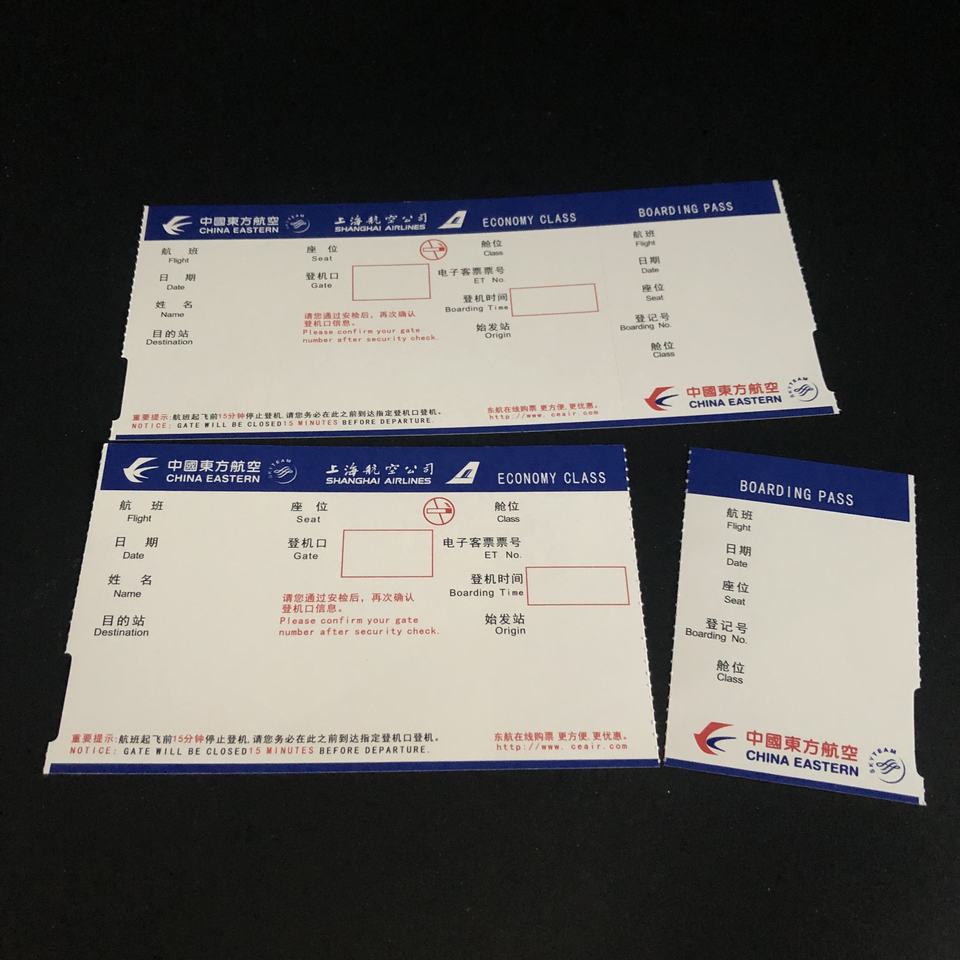 中國東方航空 上海航空公司 ECONOMY CLASS BOARDING PASS
CHINA EASTERN SHANGHAI AIRLINES
航班 座位 舱位 航班
Flight Seat Class Flight
日期 登机口 电子客票票号 日期
Date Gate ET No. Date
姓名 登机时间 座位
Name Boarding Time Seat
请您通过安检后，再次确认
登机口信息。
Please confirm your gate
number after security check.
目的站 始发站 登记号
Destination Origin Boarding No.
舱位
Class
中國東方航空
CHINA EASTERN
SKYTEAM
重要提示:航班起飞前15分钟停止登机,请您务必在此之前到达指定登机口登机。 东航在线购票 更方便,更优惠。
NOTICE: GATE WILL BE CLOSED15 MINUTES BEFORE DEPARTURE. http://www.ceair.com
中國東方航空 上海航空公司 ECONOMY CLASS
CHINA EASTERN SHANGHAI AIRLINES
航班 座位 舱位
Flight Seat Class
日期 登机口 电子客票票号
Date Gate ET No.
姓名 登机时间
Name Boarding Time
请您通过安检后，再次确认
登机口信息。
Please confirm your gate
number after security check.
目的站 始发站
Destination Origin
重要提示:航班起飞前15分钟停止登机,请您务必在此之前到达指定登机口登机。 东航在线购票 更方便,更优惠。
NOTICE: GATE WILL BE CLOSED15 MINUTES BEFORE DEPARTURE. http://www.ceair.com
BOARDING PASS
航班
Flight
日期
Date
座位
Seat
登记号
Boarding No.
舱位
Class
中國東方航空
CHINA EASTERN
SKYTEAM